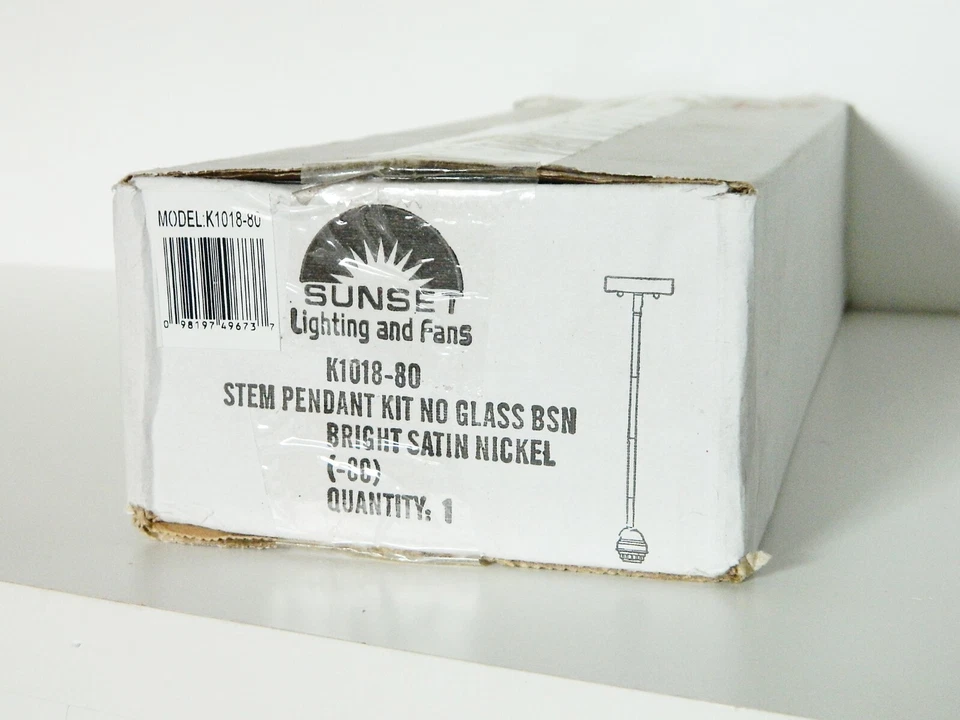 MODEL:K1018-80
0 98197 49673 7
SUNSET
Lighting and Fans
K1018-80
STEM PENDANT KIT NO GLASS BSN
BRIGHT SATIN NICKEL
(-80)
QUANTITY: 1